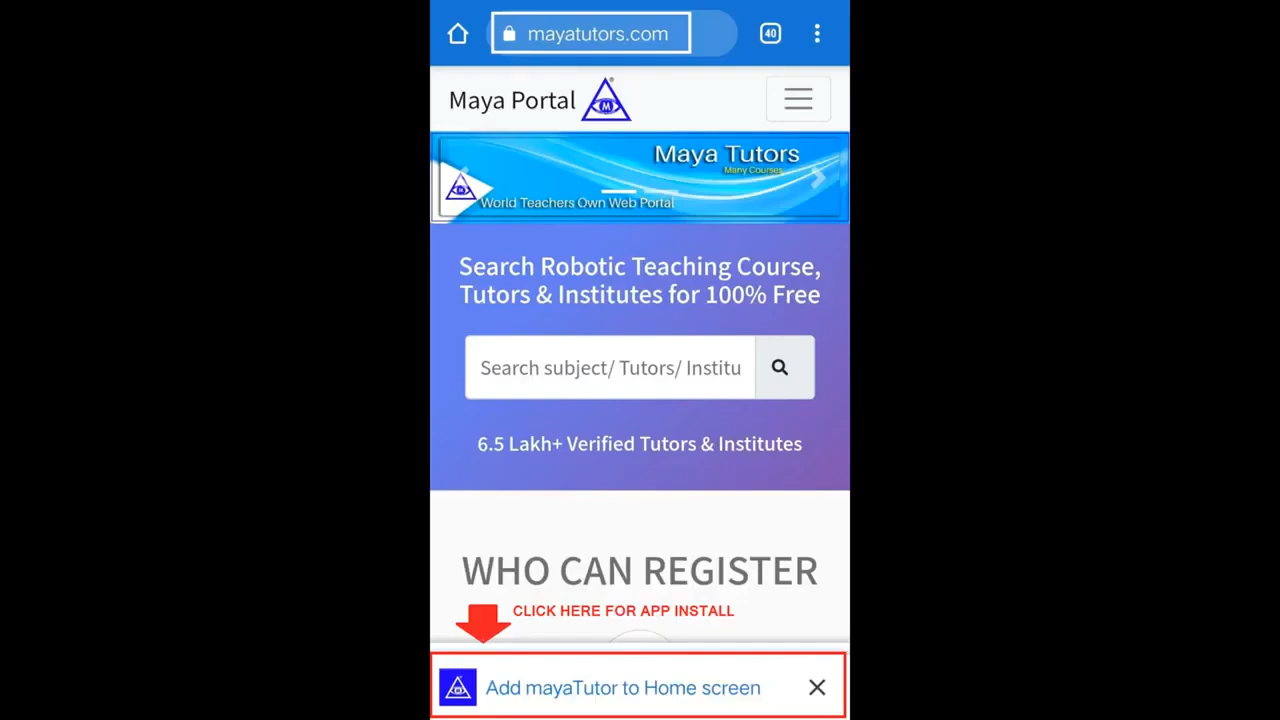 mayatutors.com
40
Maya Portal
M
Maya Tutors
Many Courses
World Teachers Own Web Portal
Search Robotic Teaching Course,
Tutors & Institutes for 100% Free
Search subject/ Tutors/ Institu
6.5 Lakh+ Verified Tutors & Institutes
WHO CAN REGISTER
CLICK HERE FOR APP INSTALL
Add mayaTutor to Home screen